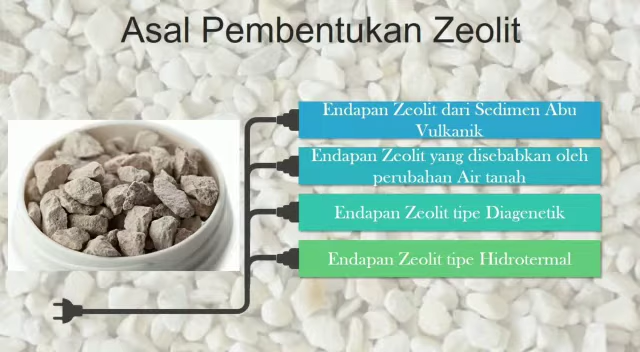 Asal Pembentukan Zeolit
Endapan Zeolit dari Sedimen Abu
Vulkanik
Endapan Zeolit yang disebabkan oleh
perubahan Air tanah
Endapan Zeolit tipe Diagenetik
Endapan Zeolit tipe Hidrotermal